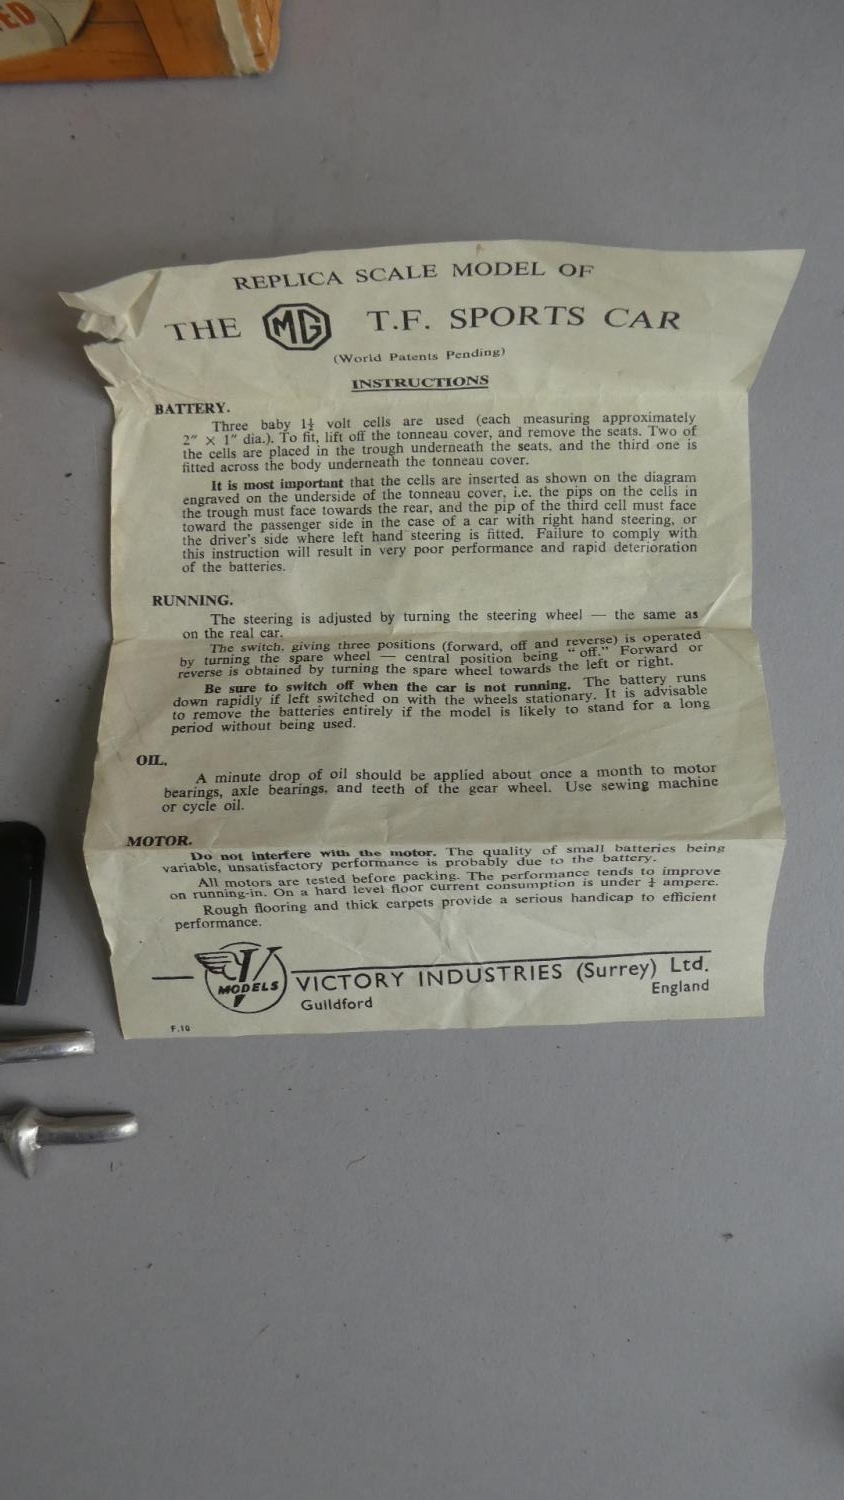 ED
REPLICA SCALE MODEL OF
THE MG T.F. SPORTS CAR
(World Patents Pending)
INSTRUCTIONS
BATTERY.
Three baby 1½ volt cells are used (each measuring approximately
2″ × 1″ dia.). To fit, lift off the tonneau cover, and remove the seats. Two of
the cells are placed in the trough underneath the seats, and the third one is
fitted across the body underneath the tonneau cover.
It is most important that the cells are inserted as shown on the diagram
engraved on the underside of the tonneau cover, i.e. the pips on the cells in
the trough must face towards the rear, and the pip of the third cell must face
toward the passenger side in the case of a car with right hand steering, or
the driver's side where left hand steering is fitted. Failure to comply with
this instruction will result in very poor performance and rapid deterioration
of the batteries.
RUNNING.
The steering is adjusted by turning the steering wheel — the same as
on the real car.
The switch, giving three positions (forward, off and reverse) is operated
by turning the spare wheel — central position being "off." Forward or
reverse is obtained by turning the spare wheel towards the left or right.
Be sure to switch off when the car is not running. The battery runs
down rapidly if left switched on with the wheels stationary. It is advisable
to remove the batteries entirely if the model is likely to stand for a long
period without being used.
OIL.
A minute drop of oil should be applied about once a month to motor
bearings, axle bearings, and teeth of the gear wheel. Use sewing machine
or cycle oil.
MOTOR.
Do not interfere with the motor. The quality of small batteries being
variable, unsatisfactory performance is probably due to the battery.
All motors are tested before packing. The performance tends to improve
on running-in. On a hard level floor current consumption is under ¼ ampere.
Rough flooring and thick carpets provide a serious handicap to efficient
performance.
V MODELS VICTORY INDUSTRIES (Surrey) Ltd.
Guildford England
F.10